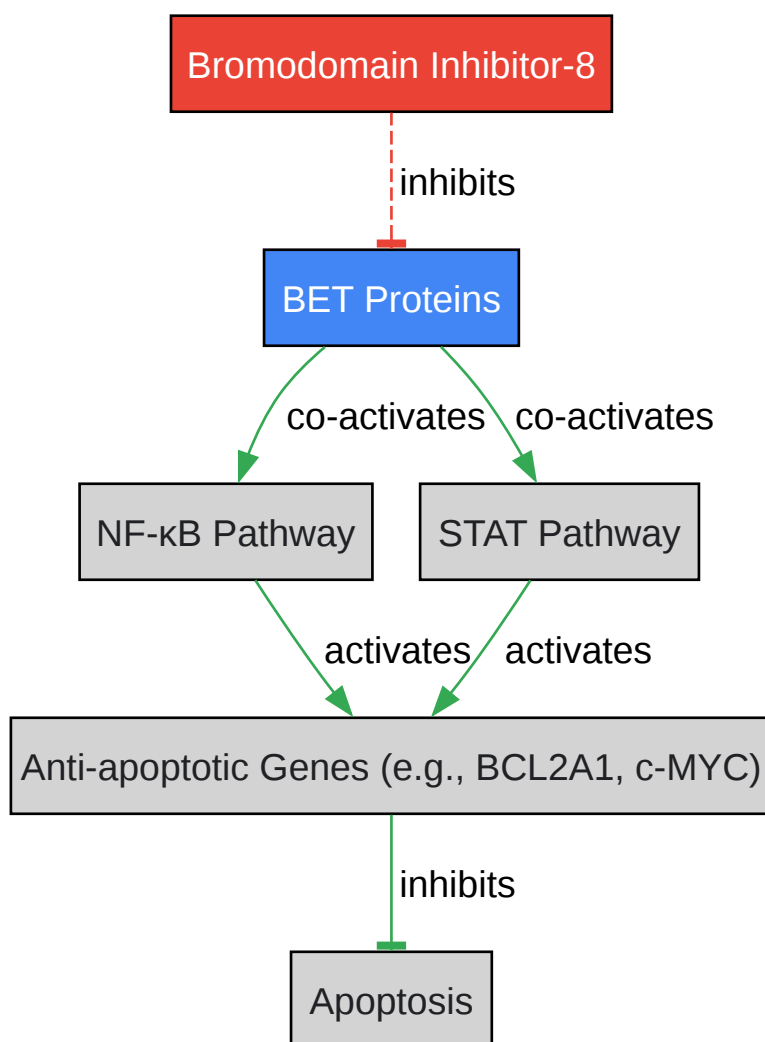 Bromodomain Inhibitor-8
inhibits
BET Proteins
co-activates
co-activates
NF-κB Pathway
STAT Pathway
activates
activates
Anti-apoptotic Genes (e.g., BCL2A1, c-MYC)
inhibits
Apoptosis